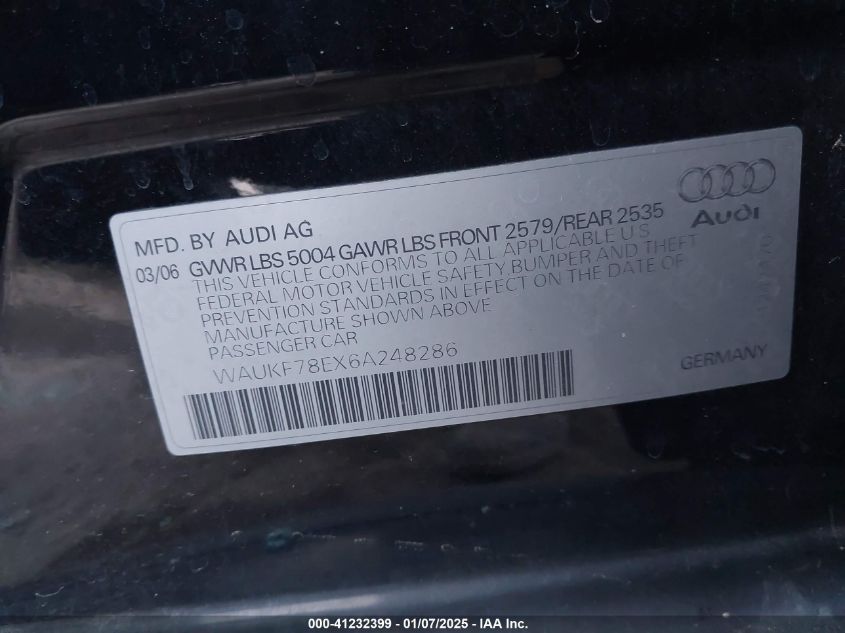 Audi
MFD. BY AUDI AG
03/06 GVWR LBS 5004 GAWR LBS FRONT 2579/REAR 2535
THIS VEHICLE CONFORMS TO ALL APPLICABLE U S
FEDERAL MOTOR VEHICLE SAFETY BUMPER AND THEFT
PREVENTION STANDARDS IN EFFECT ON THE DATE OF
MANUFACTURE SHOWN ABOVE
PASSENGER CAR
WAUKF78EX6A248286
GERMANY
000-41232399 - 01/07/2025 - IAA Inc.